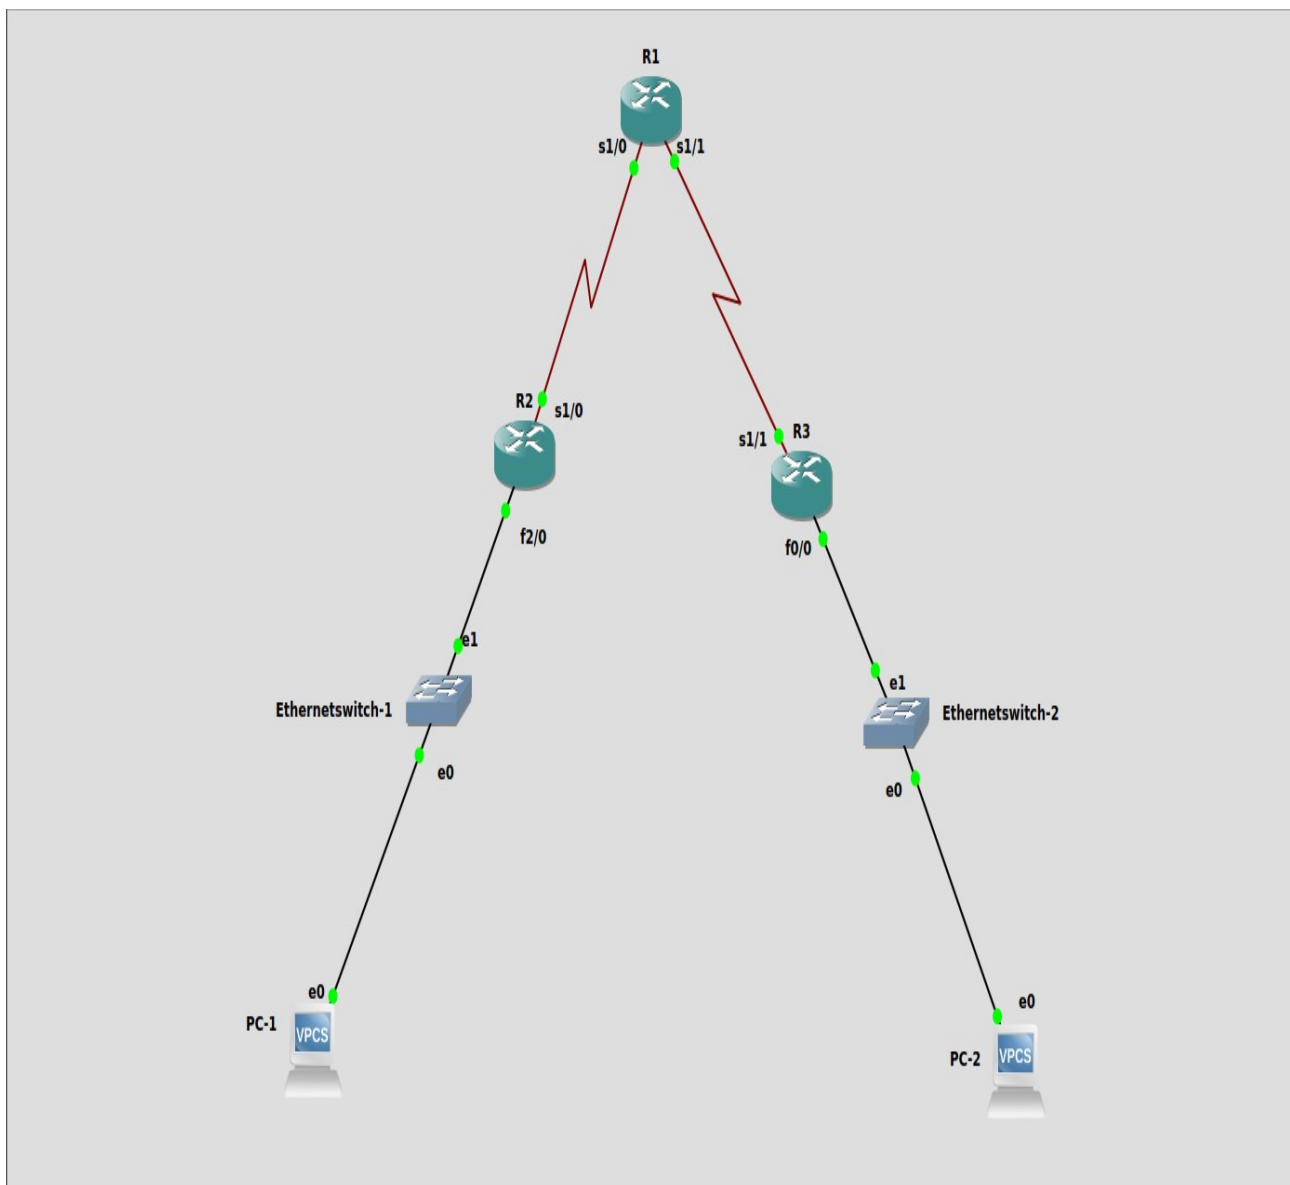 R1
s1/0
s1/1
R2
s1/0
s1/1
R3
f2/0
f0/0
e1
e1
Ethernetswitch-1
Ethernetswitch-2
e0
e0
e0
e0
PC-1
VPCS
PC-2
VPCS